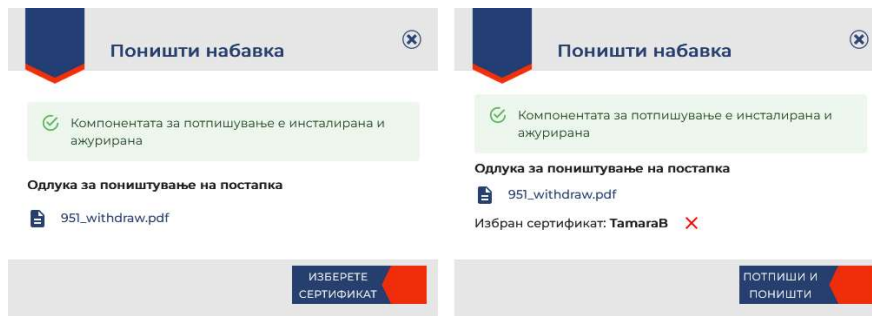 Поништи набавка
Компонентата за потпишување е инсталирана и
ажурирана
Одлука за поништување на постапка
951_withdraw.pdf
ИЗБЕРЕТЕ
СЕРТИФИКАТ
Поништи набавка
Компонентата за потпишување е инсталирана и
ажурирана
Одлука за поништување на постапка
951_withdraw.pdf
Избран сертификат: TamaraB
ПОТПИШИ И
ПОНИШТИ